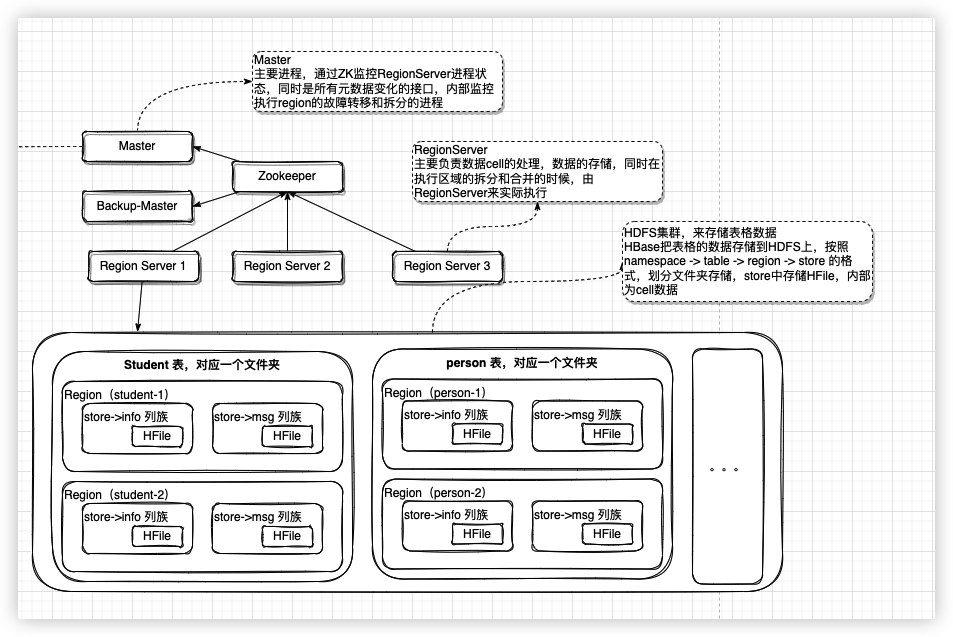 Master
主要进程，通过ZK监控RegionServer进程状
态，同时是所有元数据变化的接口，内部监控
执行region的故障转移和拆分的进程
Master
Zookeeper
Backup-Master
RegionServer
主要负责数据cell的处理，数据的存储，同时在
执行区域的拆分和合并的时候，由
RegionServer来实际执行
HDFS集群，来存储表格数据
HBase把表格的数据存储到HDFS上，按照
namespace -> table -> region -> store 的格
式，划分文件夹存储，store中存储HFile，内部
为cell数据
Region Server 1
Region Server 2
Region Server 3
Student 表，对应一个文件夹
Region（student-1）
store->info 列族
HFile
store->msg 列族
HFile
Region（student-2）
store->info 列族
HFile
store->msg 列族
HFile
person 表，对应一个文件夹
Region（person-1）
store->info 列族
HFile
store->msg 列族
HFile
Region（person-2）
store->info 列族
HFile
store->msg 列族
HFile
。。。